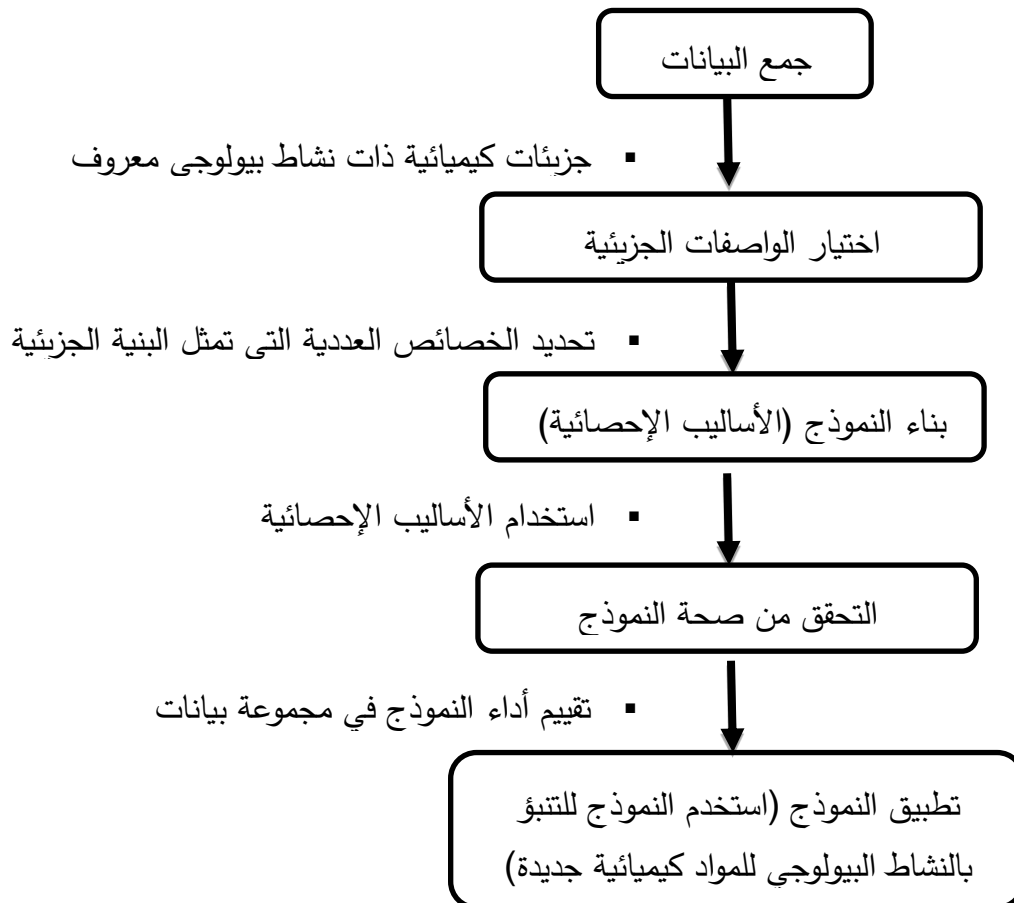 جمع البيانات
▪ جزيئات كيميائية ذات نشاط بيولوجي معروف
اختيار الواصفات الجزيئية
▪ تحديد الخصائص العددية التي تمثل البنية الجزيئية
بناء النموذج (الأساليب الإحصائية)
▪ استخدام الأساليب الإحصائية
التحقق من صحة النموذج
▪ تقييم أداء النموذج في مجموعة بيانات
تطبيق النموذج (استخدم النموذج للتنبؤ
بالنشاط البيولوجي للمواد كيميائية جديدة)